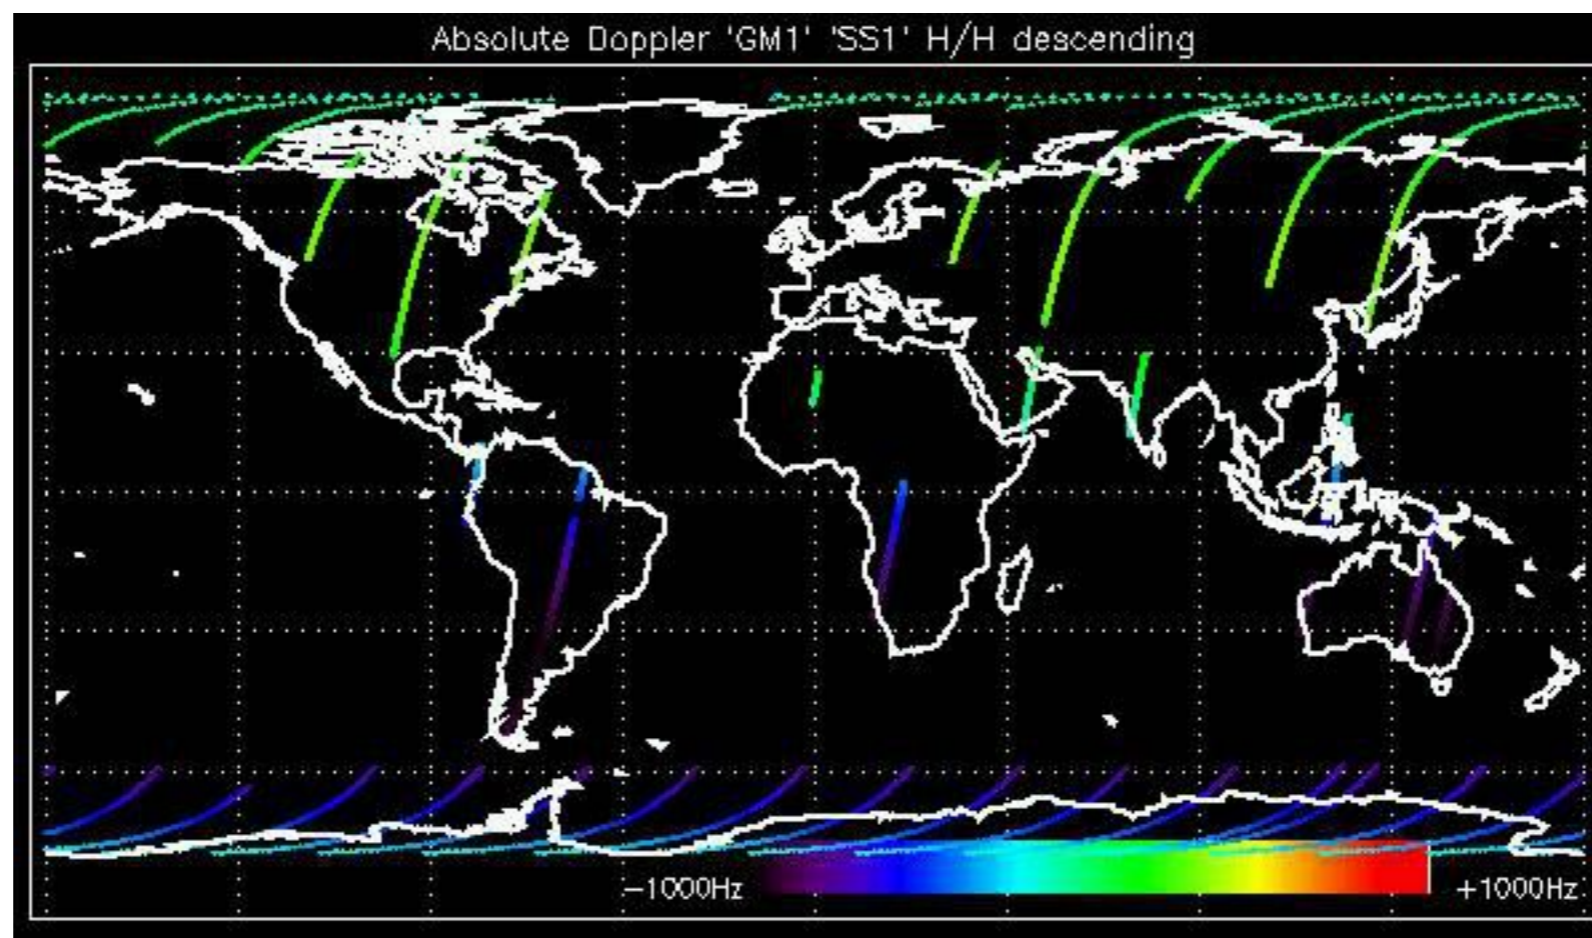 Absolute Doppler 'GM1' 'SS1' H/H descending
−1000Hz
+1000Hz